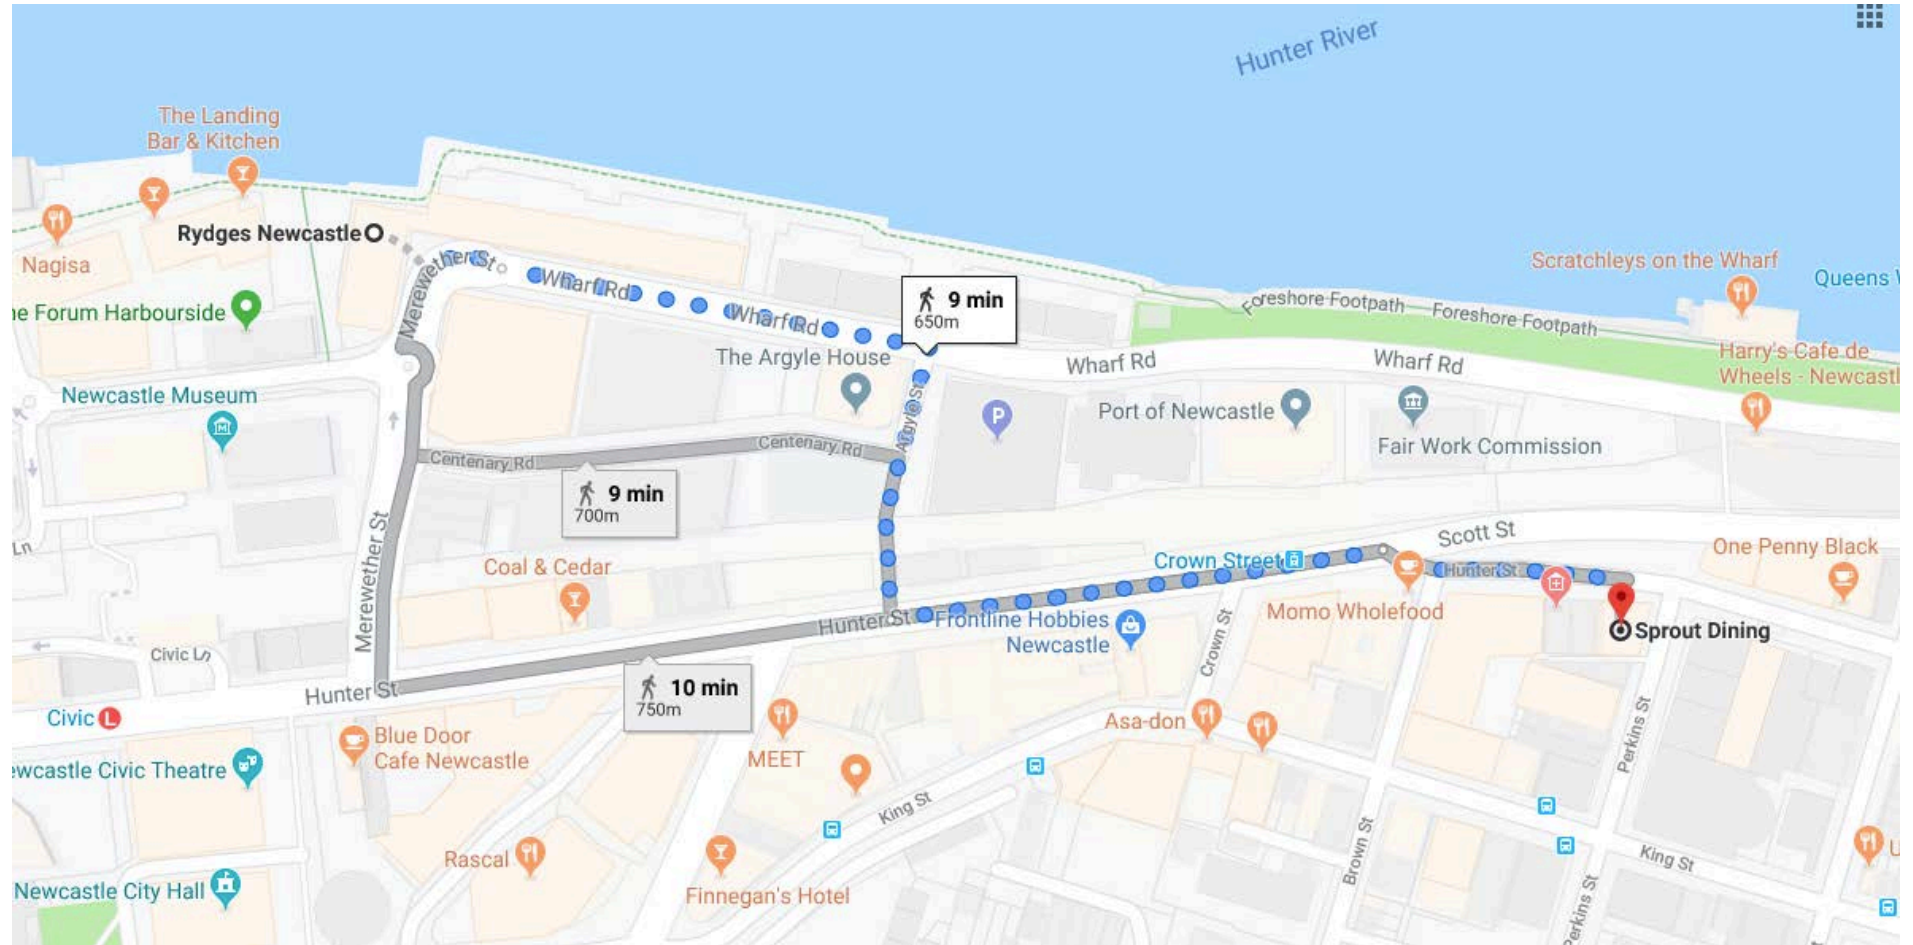 Hunter River
The Landing
Bar & Kitchen
Rydges Newcastle
Nagisa
Merewether St
Wharf Rd
Wharf Rd
9 min
650m
Foreshore Footpath
Foreshore Footpath
Scratchleys on the Wharf
Queens
he Forum Harbourside
The Argyle House
Wharf Rd
Wharf Rd
Harry's Cafe de
Wheels - Newcastl
Newcastle Museum
Argyle St
P
Port of Newcastle
Fair Work Commission
Centenary Rd
Centenary Rd
9 min
700m
Merewether St
Ln
Coal & Cedar
Crown Street
Scott St
Hunter St
One Penny Black
Hunter St
Frontline Hobbies
Newcastle
Momo Wholefood
Sprout Dining
Crown St
Civic Ln
Hunter St
10 min
750m
Civic L
Blue Door
Cafe Newcastle
MEET
Asa-don
Perkins St
ewcastle Civic Theatre
King St
Brown St
Rascal
Finnegan's Hotel
King St
U
Newcastle City Hall
Perkins St